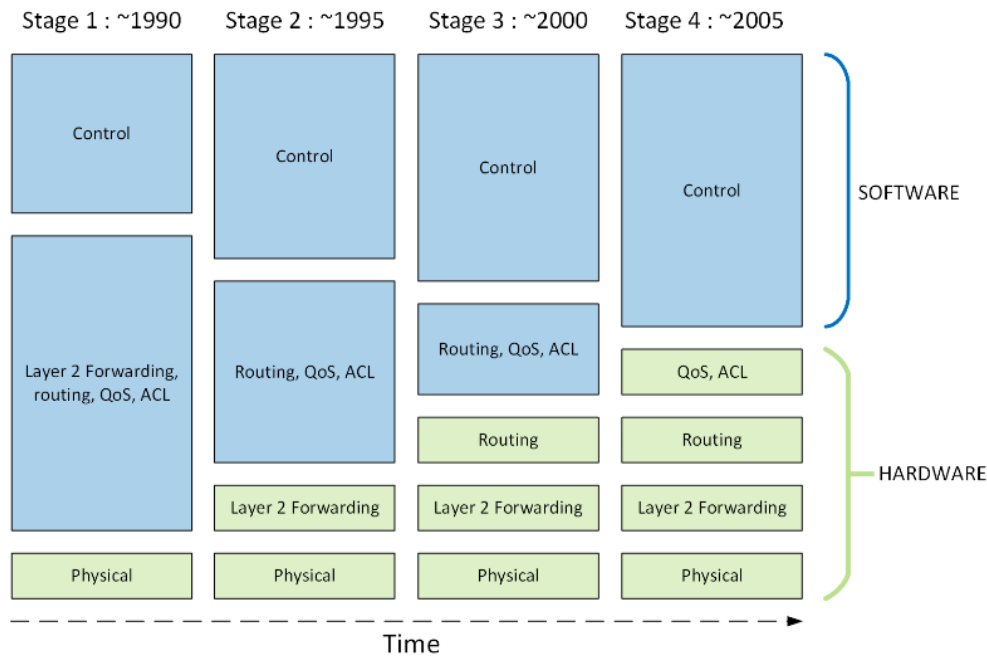 Stage 1 : ~1990
Stage 2 : ~1995
Stage 3 : ~2000
Stage 4 : ~2005
Control
Layer 2 Forwarding,
routing, QoS, ACL
Physical
Control
Routing, QoS, ACL
Layer 2 Forwarding
Physical
Control
Routing, QoS, ACL
Routing
Layer 2 Forwarding
Physical
Control
QoS, ACL
Routing
Layer 2 Forwarding
Physical
SOFTWARE
HARDWARE
Time